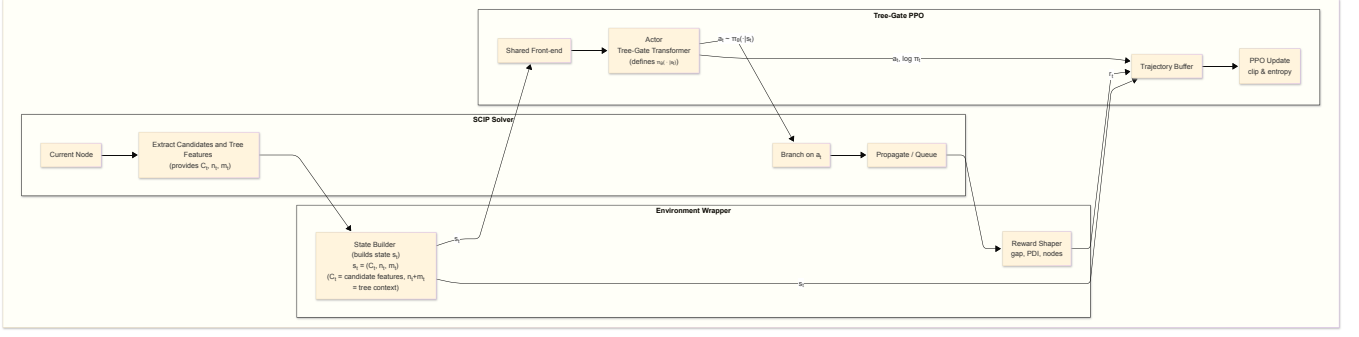 Tree-Gate PPO
Shared Front-end
Actor
Tree-Gate Transformer
(defines πθ( · |sₜ))
aₜ ~ πθ(·|sₜ)
aₜ, log πₜ
rₜ
Trajectory Buffer
PPO Update
clip & entropy
SCIP Solver
Current Node
Extract Candidates and Tree
Features
(provides Cₜ, nₜ, mₜ)
Branch on aₜ
Propagate / Queue
Environment Wrapper
State Builder
(builds state sₜ)
sₜ = (Cₜ, nₜ, mₜ)
(Cₜ = candidate features, nₜ+mₜ
= tree context)
sₜ
sₜ
Reward Shaper
gap, PDI, nodes